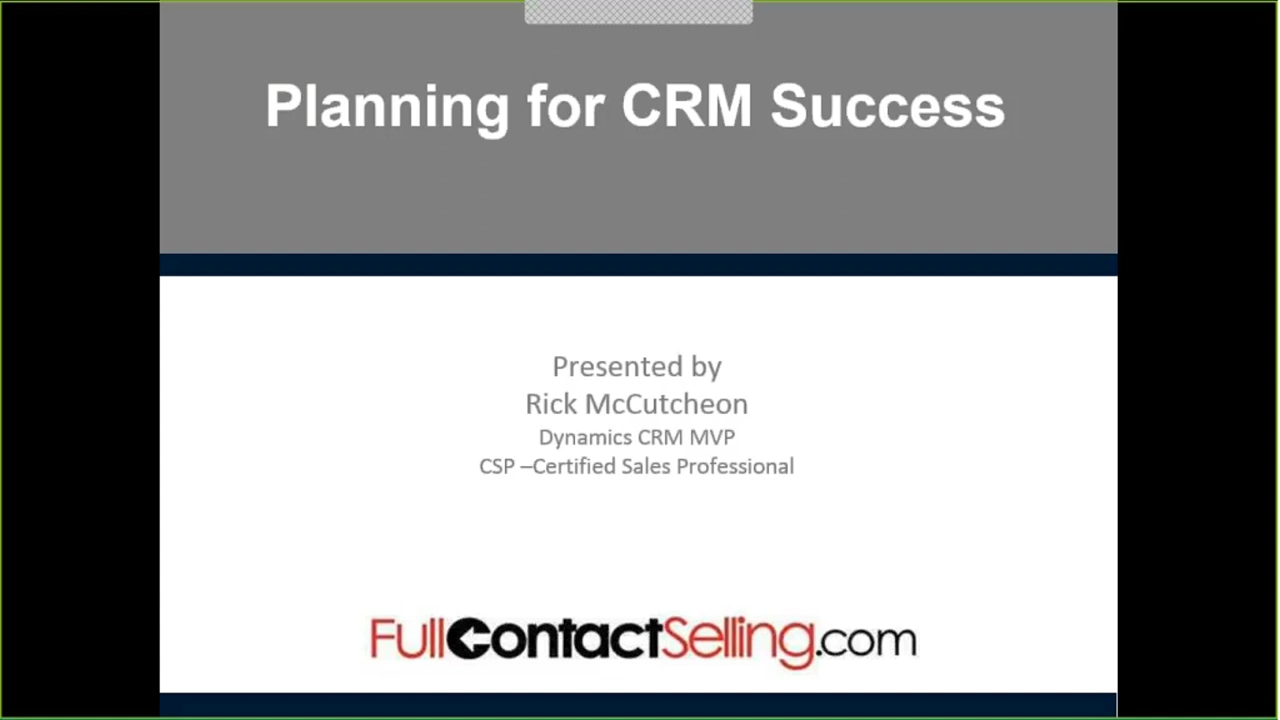 Planning for CRM Success
Presented by
Rick McCutcheon
Dynamics CRM MVP
CSP –Certified Sales Professional
FullContactSelling.com